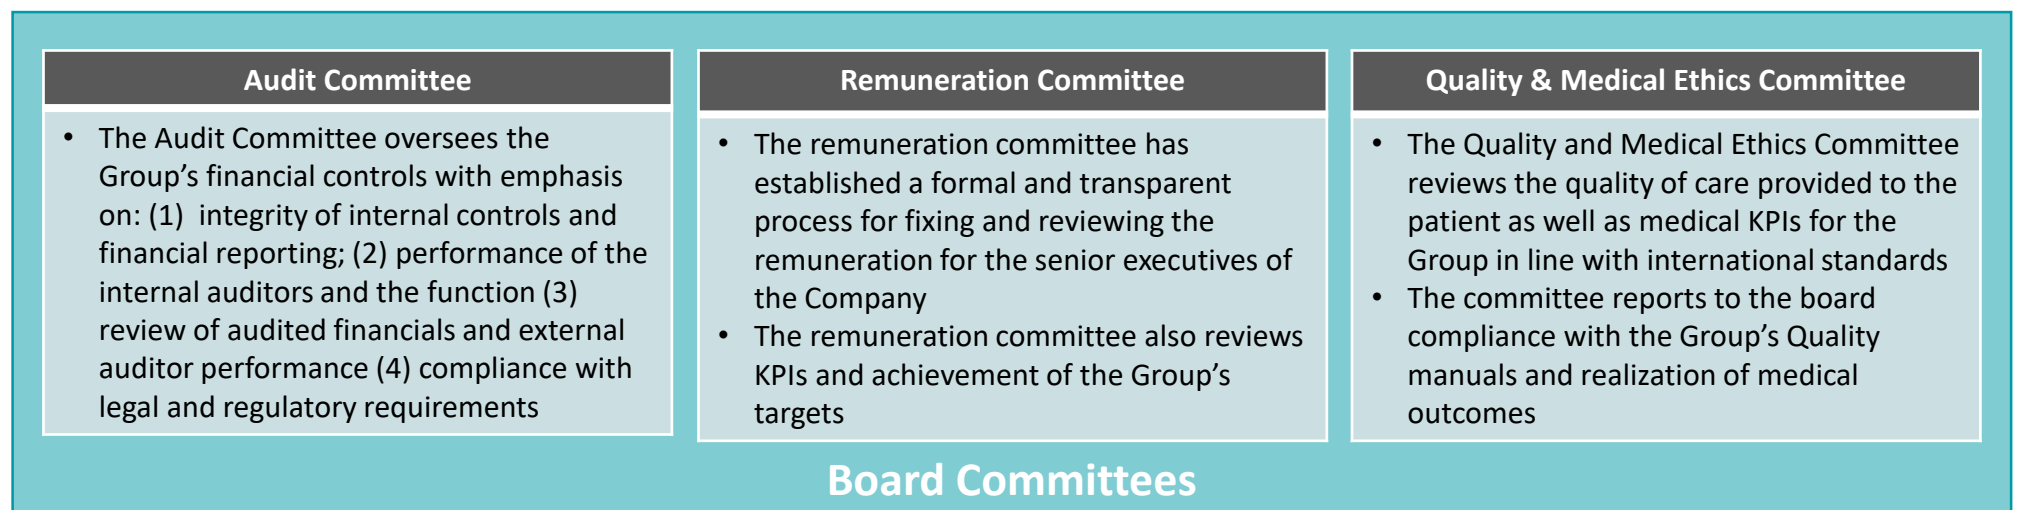 Audit Committee
• The Audit Committee oversees the
Group’s financial controls with emphasis
on: (1)  integrity of internal controls and
financial reporting; (2) performance of the
internal auditors and the function (3)
review of audited financials and external
auditor performance (4) compliance with
legal and regulatory requirements
Remuneration Committee
• The remuneration committee has
established a formal and transparent
process for fixing and reviewing the
remuneration for the senior executives of
the Company
• The remuneration committee also reviews
KPIs and achievement of the Group’s
targets
Quality & Medical Ethics Committee
• The Quality and Medical Ethics Committee
reviews the quality of care provided to the
patient as well as medical KPIs for the
Group in line with international standards
• The committee reports to the board
compliance with the Group’s Quality
manuals and realization of medical
outcomes
Board Committees